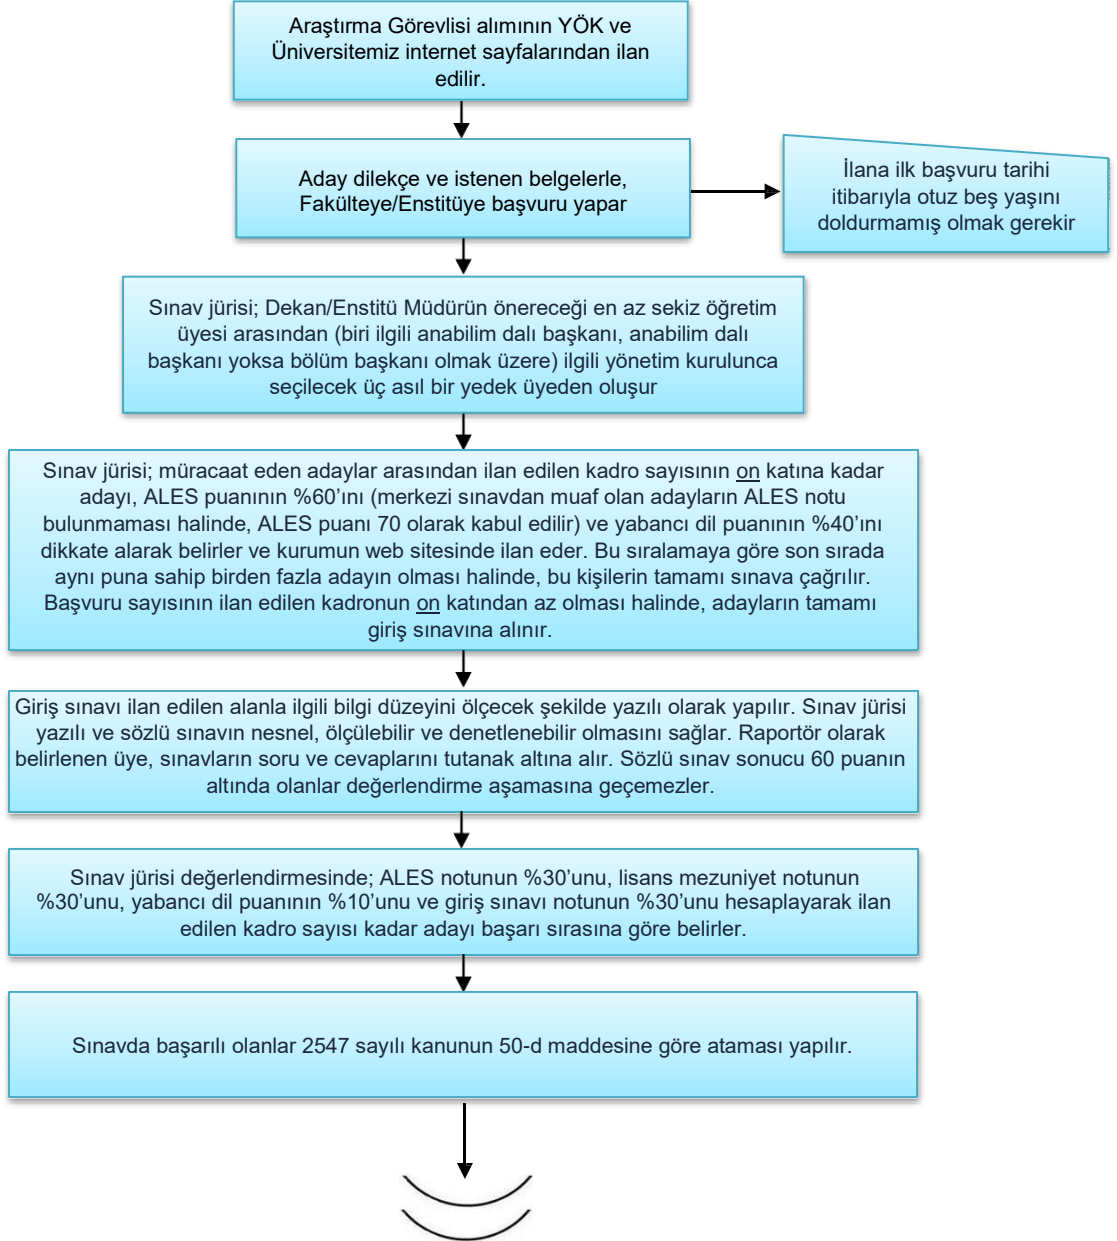 Araştırma Görevlisi alımının YÖK ve
Üniversitemiz internet sayfalarından ilan
edilir.
Aday dilekçe ve istenen belgelerle,
Fakülteye/Enstitüye başvuru yapar
İlana ilk başvuru tarihi
itibarıyla otuz beş yaşını
doldurmamış olmak gerekir
Sınav jürisi; Dekan/Enstitü Müdürün önereceği en az sekiz öğretim
üyesi arasından (biri ilgili anabilim dalı başkanı, anabilim dalı
başkanı yoksa bölüm başkanı olmak üzere) ilgili yönetim kurulunca
seçilecek üç asıl bir yedek üyeden oluşur
Sınav jürisi; müracaat eden adaylar arasından ilan edilen kadro sayısının on katına kadar
adayı, ALES puanının %60’ını (merkezi sınavdan muaf olan adayların ALES notu
bulunmaması halinde, ALES puanı 70 olarak kabul edilir) ve yabancı dil puanının %40’ını
dikkate alarak belirler ve kurumun web sitesinde ilan eder. Bu sıralamaya göre son sırada
aynı puna sahip birden fazla adayın olması halinde, bu kişilerin tamamı sınava çağrılır.
Başvuru sayısının ilan edilen kadronun on katından az olması halinde, adayların tamamı
giriş sınavına alınır.
Giriş sınavı ilan edilen alanla ilgili bilgi düzeyini ölçecek şekilde yazılı olarak yapılır. Sınav jürisi
yazılı ve sözlü sınavın nesnel, ölçülebilir ve denetlenebilir olmasını sağlar. Raportör olarak
belirlenen üye, sınavların soru ve cevaplarını tutanak altına alır. Sözlü sınav sonucu 60 puanın
altında olanlar değerlendirme aşamasına geçemezler.
Sınav jürisi değerlendirmesinde; ALES notunun %30’unu, lisans mezuniyet notunun
%30’unu, yabancı dil puanının %10’unu ve giriş sınavı notunun %30’unu hesaplayarak ilan
edilen kadro sayısı kadar adayı başarı sırasına göre belirler.
Sınavda başarılı olanlar 2547 sayılı kanunun 50-d maddesine göre ataması yapılır.